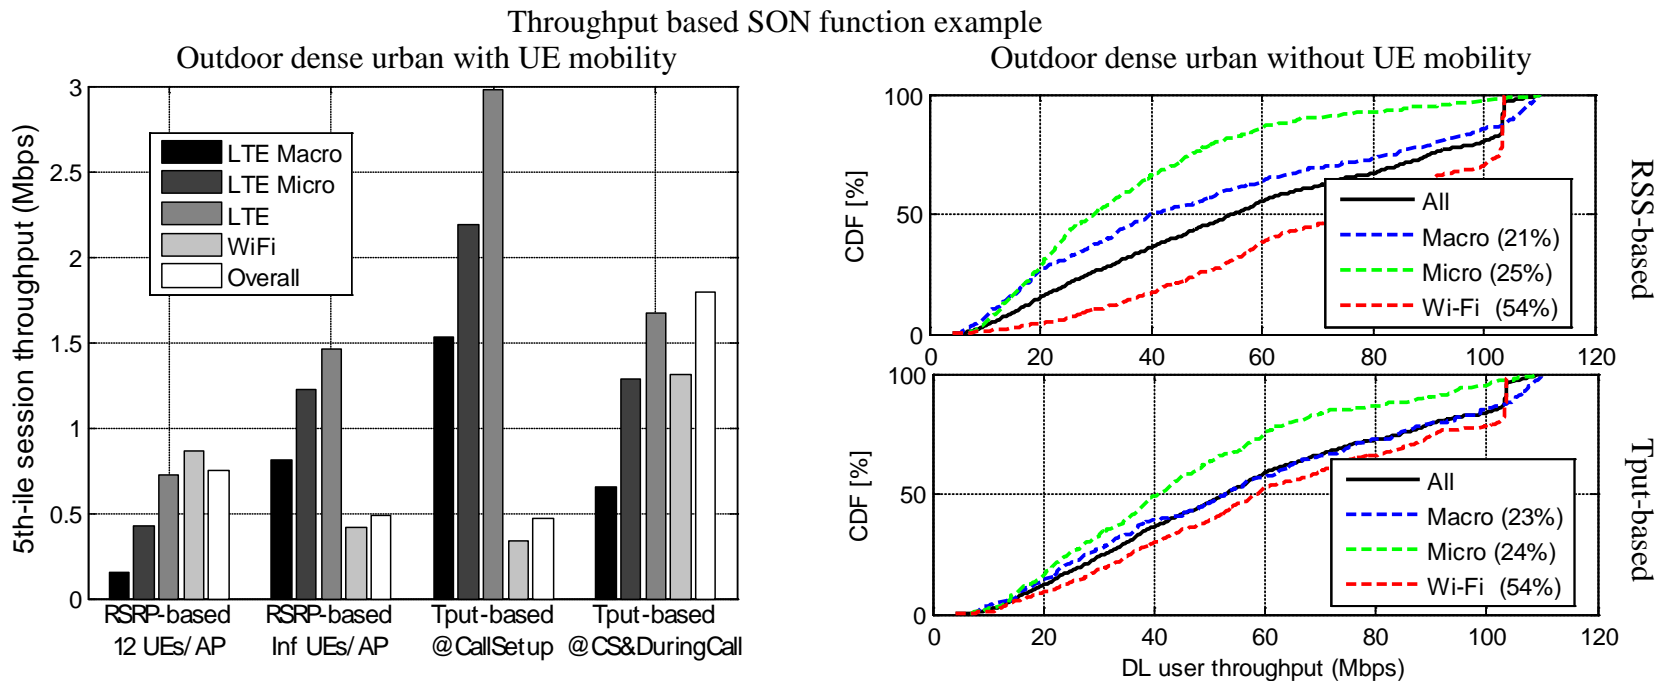 Throughput based SON function example
Outdoor dense urban with UE mobility
5th-ile session throughput (Mbps)
3
2.5
2
1.5
1
0.5
0
LTE Macro
LTE Micro
LTE
WiFi
Overall
RSRP-based RSRP-based Tput-based Tput-based
12 UEs/AP Inf UEs/AP @CallSetup @CS&DuringCall
Outdoor dense urban without UE mobility
CDF [%]
100
50
0
0 20 40 60 80 100 120
All
Macro (21%)
Micro (25%)
Wi-Fi (54%)
RSS-based
CDF [%]
100
50
0
0 20 40 60 80 100 120
DL user throughput (Mbps)
All
Macro (23%)
Micro (24%)
Wi-Fi (54%)
Tput-based